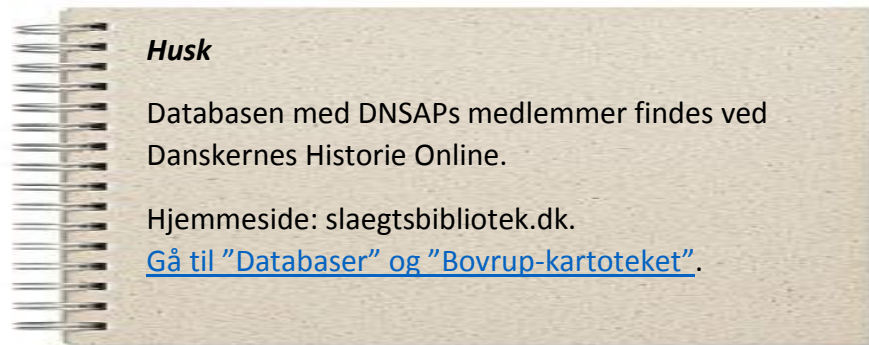 Husk
Databasen med DNSAPs medlemmer findes ved
Danskernes Historie Online.
Hjemmeside: slaegtsbibliotek.dk.
Gå til ”Databaser” og ”Bovrup-kartoteket”.